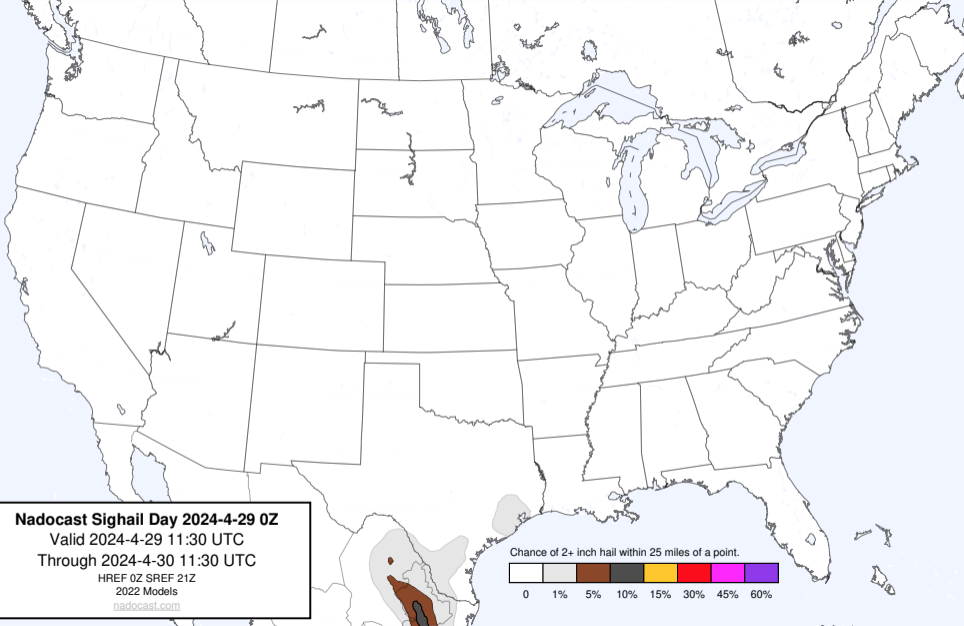 Nadocast Sighail Day 2024-4-29 0Z
Valid 2024-4-29 11:30 UTC
Through 2024-4-30 11:30 UTC
HREF 0Z SREF 21Z
2022 Models
nadocast.com
Chance of 2+ inch hail within 25 miles of a point.
0 1% 5% 10% 15% 30% 45% 60%